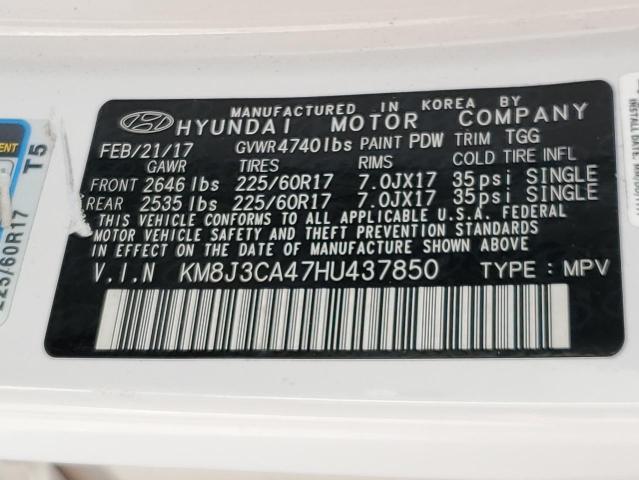 MANUFACTURED IN KOREA BY
HYUNDAI MOTOR COMPANY
FEB/21/17 GVWR4740lbs PAINT PDW TRIM TGG
GAWR TIRES RIMS COLD TIRE INFL
FRONT 2646 lbs 225/60R17 7.0JX17 35psi SINGLE
REAR 2535 lbs 225/60R17 7.0JX17 35psi SINGLE
THIS VEHICLE CONFORMS TO ALL APPLICABLE U.S.A. FEDERAL
MOTOR VEHICLE SAFETY AND THEFT PREVENTION STANDARDS
IN EFFECT ON THE DATE OF MANUFACTURE SHOWN ABOVE.
V.I.N KM8J3CA47HU437850 TYPE : MPV
T5
225/60R17
INSTALL DATE